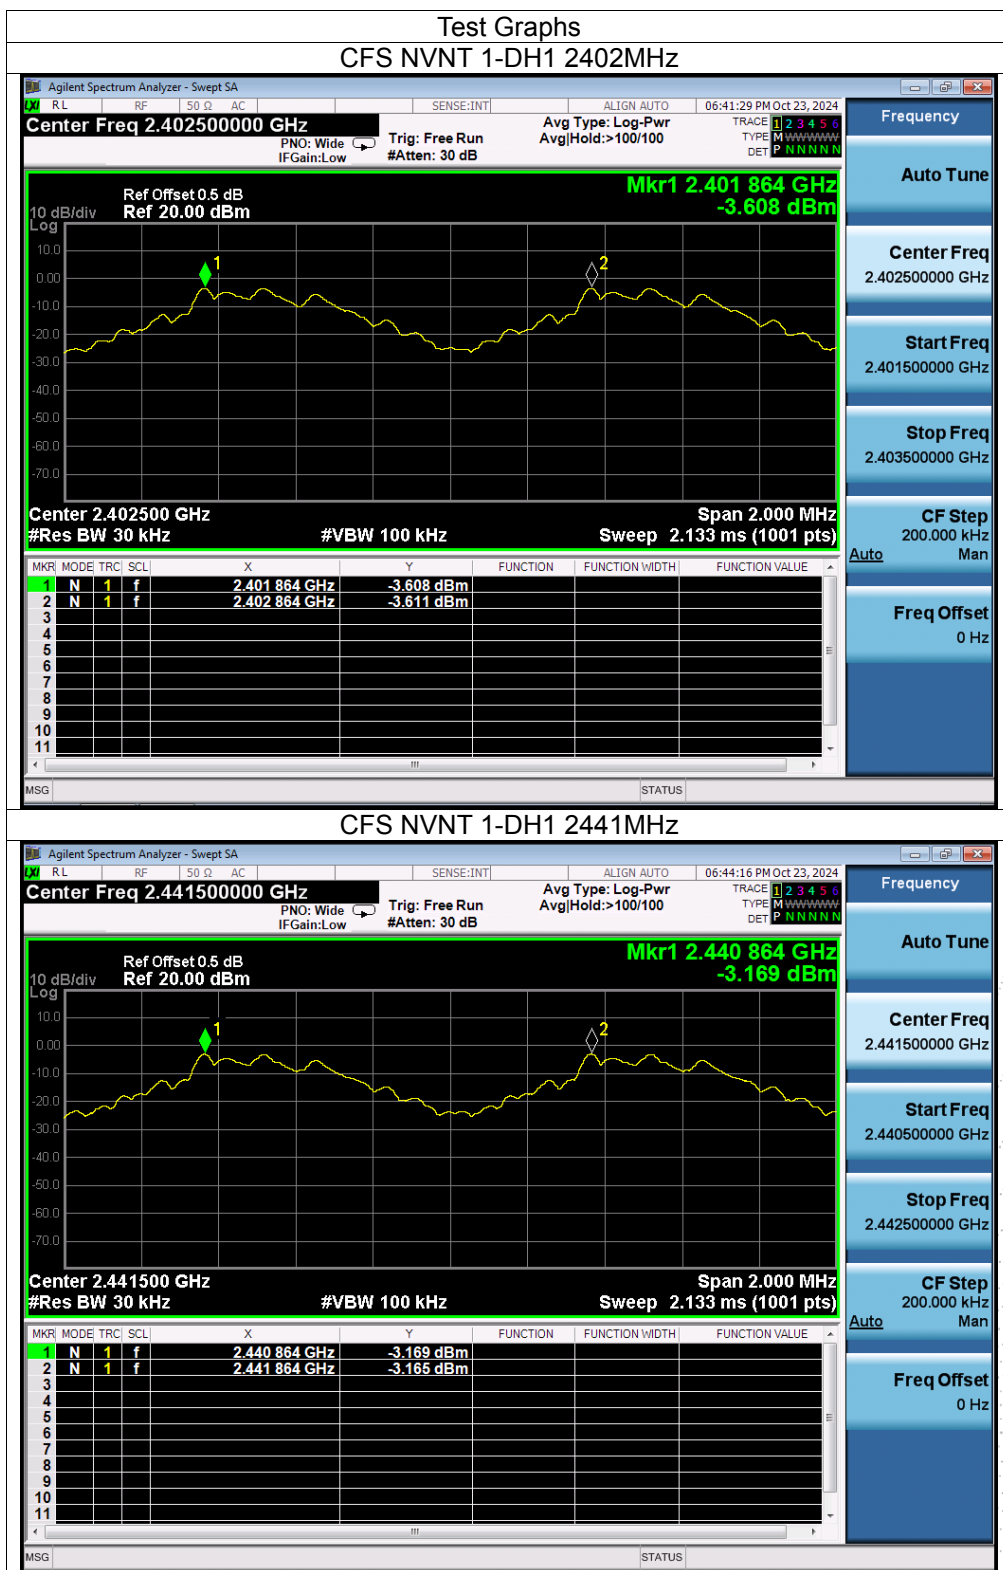 Test Graphs
CFS NVNT 1-DH1 2402MHz
Agilent Spectrum Analyzer - Swept SA
LXI RL RF 50 Ω AC SENSE:INT ALIGN AUTO 06:41:29 PM Oct 23, 2024
Center Freq 2.402500000 GHz
PNO: Wide
IFGain:Low
Trig: Free Run
#Atten: 30 dB
Avg Type: Log-Pwr
Avg|Hold:>100/100
TRACE 1 2 3 4 5 6
TYPE M WWWWW
DET P N N N N N
Frequency
Auto Tune
Center Freq
2.402500000 GHz
Start Freq
2.401500000 GHz
Stop Freq
2.403500000 GHz
CF Step
200.000 kHz
Auto Man
Freq Offset
0 Hz
Mkr1 2.401 864 GHz
-3.608 dBm
Ref Offset 0.5 dB
10 dB/div Ref 20.00 dBm
Log
10.0
0.00
-10.0
-20.0
-30.0
-40.0
-50.0
-60.0
-70.0
1
2
Center 2.402500 GHz Span 2.000 MHz
#Res BW 30 kHz #VBW 100 kHz Sweep 2.133 ms (1001 pts)
MKR MODE TRC SCL X Y FUNCTION FUNCTION WIDTH FUNCTION VALUE
1 N 1 f 2.401 864 GHz -3.608 dBm
2 N 1 f 2.402 864 GHz -3.611 dBm
3
4
5
6
7
8
9
10
11
MSG STATUS
CFS NVNT 1-DH1 2441MHz
Agilent Spectrum Analyzer - Swept SA
LXI RL RF 50 Ω AC SENSE:INT ALIGN AUTO 06:44:16 PM Oct 23, 2024
Center Freq 2.441500000 GHz
PNO: Wide
IFGain:Low
Trig: Free Run
#Atten: 30 dB
Avg Type: Log-Pwr
Avg|Hold:>100/100
TRACE 1 2 3 4 5 6
TYPE M WWWWW
DET P N N N N N
Frequency
Auto Tune
Center Freq
2.441500000 GHz
Start Freq
2.440500000 GHz
Stop Freq
2.442500000 GHz
CF Step
200.000 kHz
Auto Man
Freq Offset
0 Hz
Mkr1 2.440 864 GHz
-3.169 dBm
Ref Offset 0.5 dB
10 dB/div Ref 20.00 dBm
Log
10.0
0.00
-10.0
-20.0
-30.0
-40.0
-50.0
-60.0
-70.0
1
2
Center 2.441500 GHz Span 2.000 MHz
#Res BW 30 kHz #VBW 100 kHz Sweep 2.133 ms (1001 pts)
MKR MODE TRC SCL X Y FUNCTION FUNCTION WIDTH FUNCTION VALUE
1 N 1 f 2.440 864 GHz -3.169 dBm
2 N 1 f 2.441 864 GHz -3.165 dBm
3
4
5
6
7
8
9
10
11
MSG STATUS